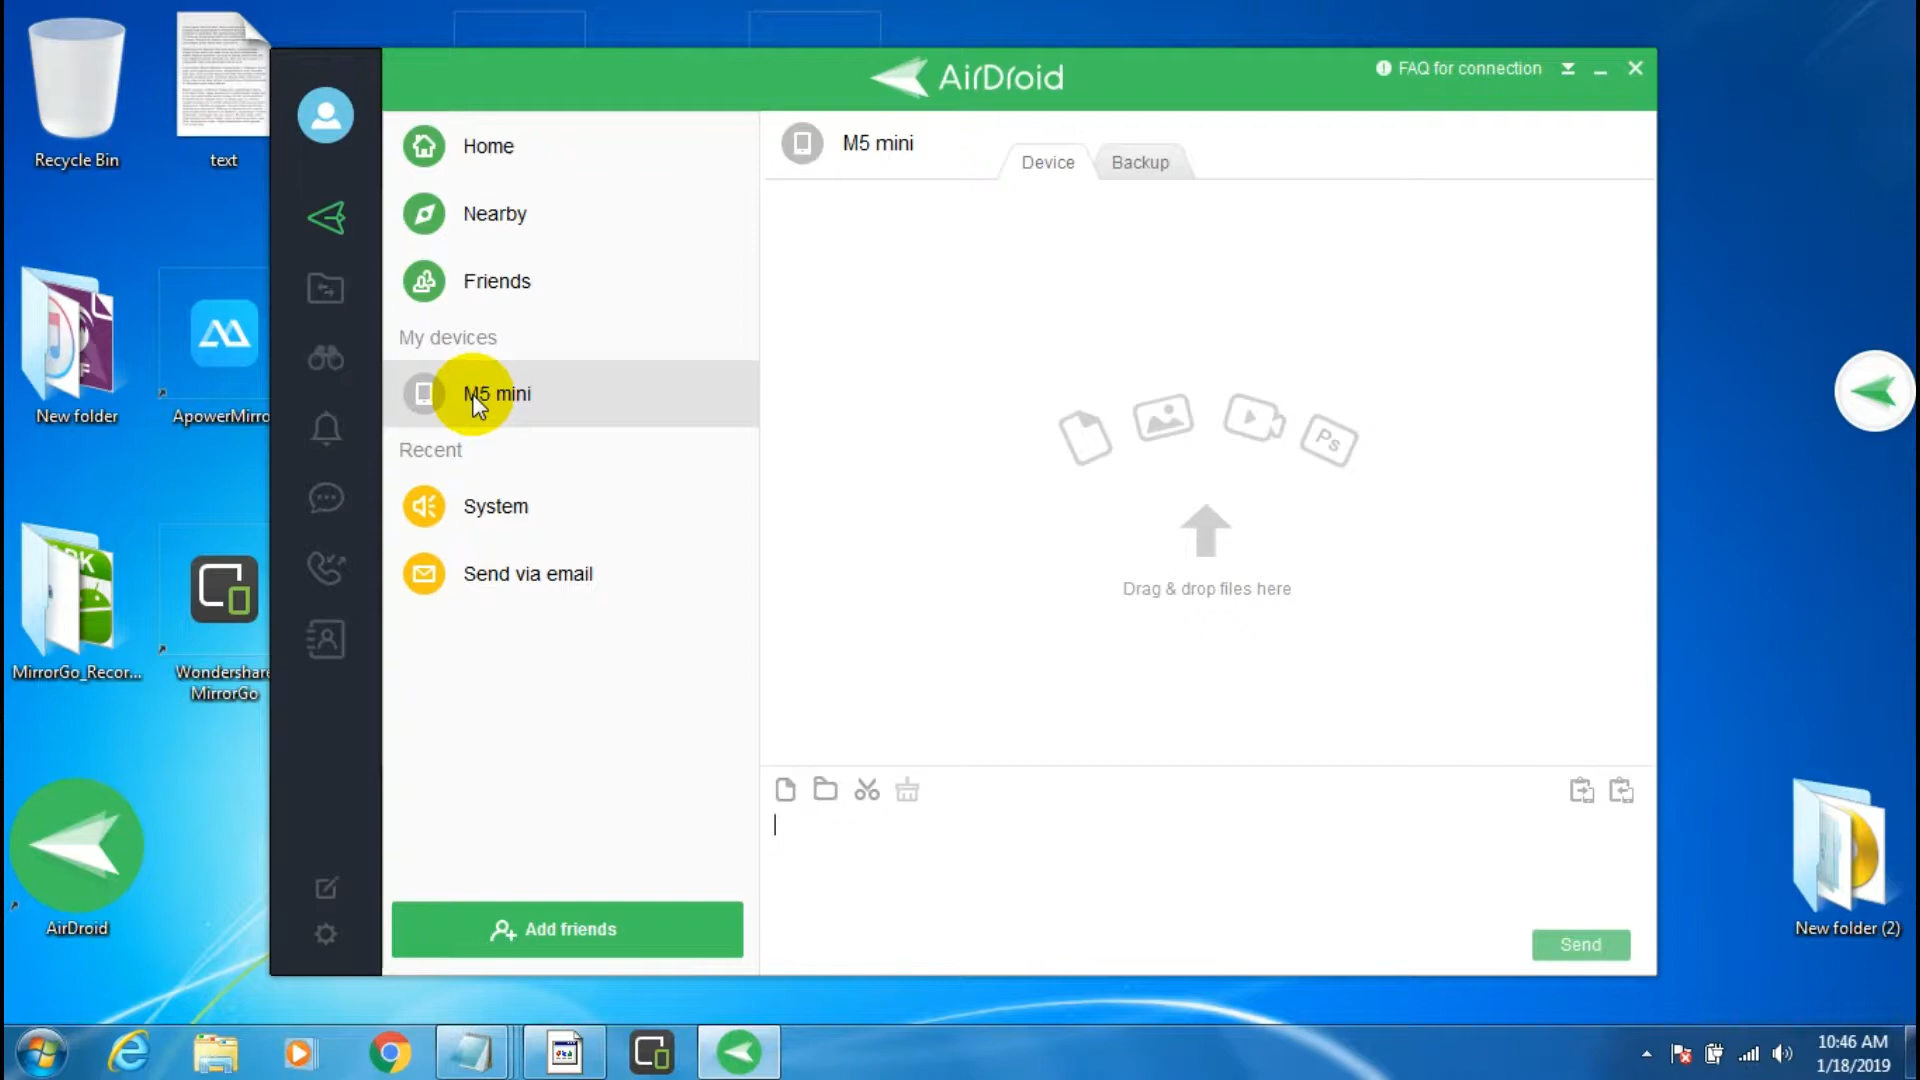 Recycle Bin
text
New folder
ApowerMirro
MirrorGo_Recor...
Wondershare
MirrorGo
AirDroid
AirDroid
FAQ for connection
Home
Nearby
Friends
My devices
M5 mini
Recent
System
Send via email
Add friends
M5 mini
Device
Backup
Ps
Drag & drop files here
Send
New folder (2)
10:46 AM
1/18/2019